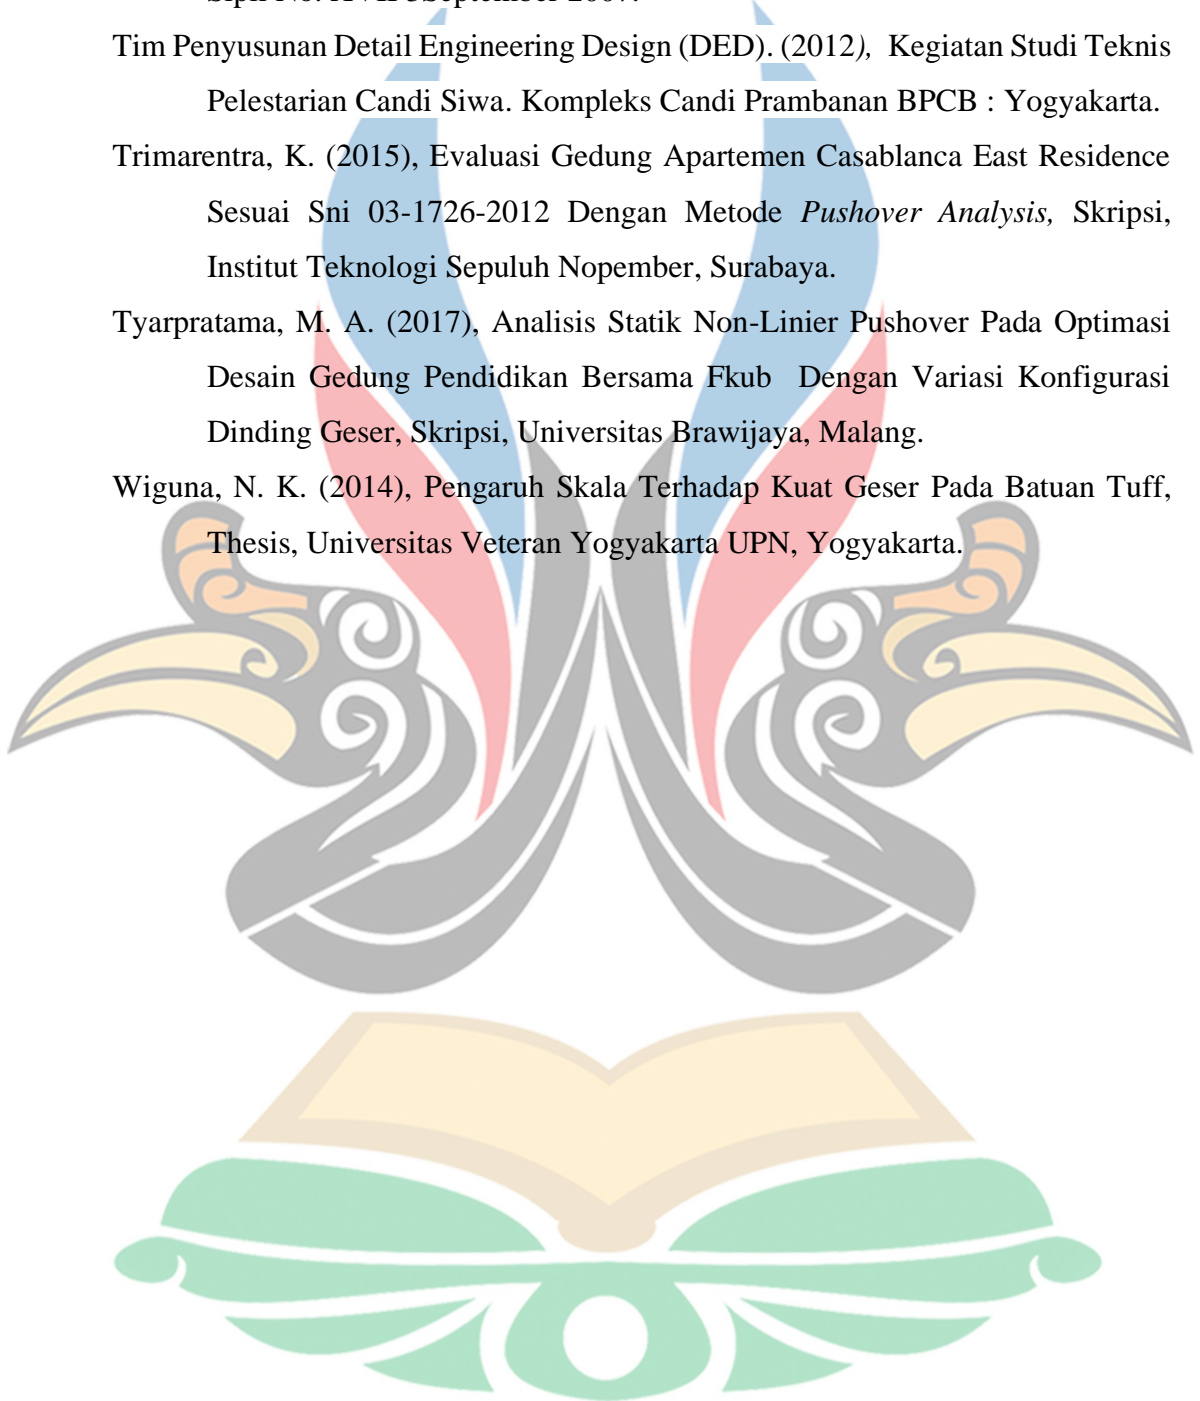 Tim Penyusunan Detail Engineering Design (DED). (2012), Kegiatan Studi Teknis
Pelestarian Candi Siwa. Kompleks Candi Prambanan BPCB : Yogyakarta.
Trimarentra, K. (2015), Evaluasi Gedung Apartemen Casablanca East Residence
Sesuai Sni 03-1726-2012 Dengan Metode Pushover Analysis, Skripsi,
Institut Teknologi Sepuluh Nopember, Surabaya.
Tyarpratama, M. A. (2017), Analisis Statik Non-Linier Pushover Pada Optimasi
Desain Gedung Pendidikan Bersama Fkub Dengan Variasi Konfigurasi
Dinding Geser, Skripsi, Universitas Brawijaya, Malang.
Wiguna, N. K. (2014), Pengaruh Skala Terhadap Kuat Geser Pada Batuan Tuff,
Thesis, Universitas Veteran Yogyakarta UPN, Yogyakarta.